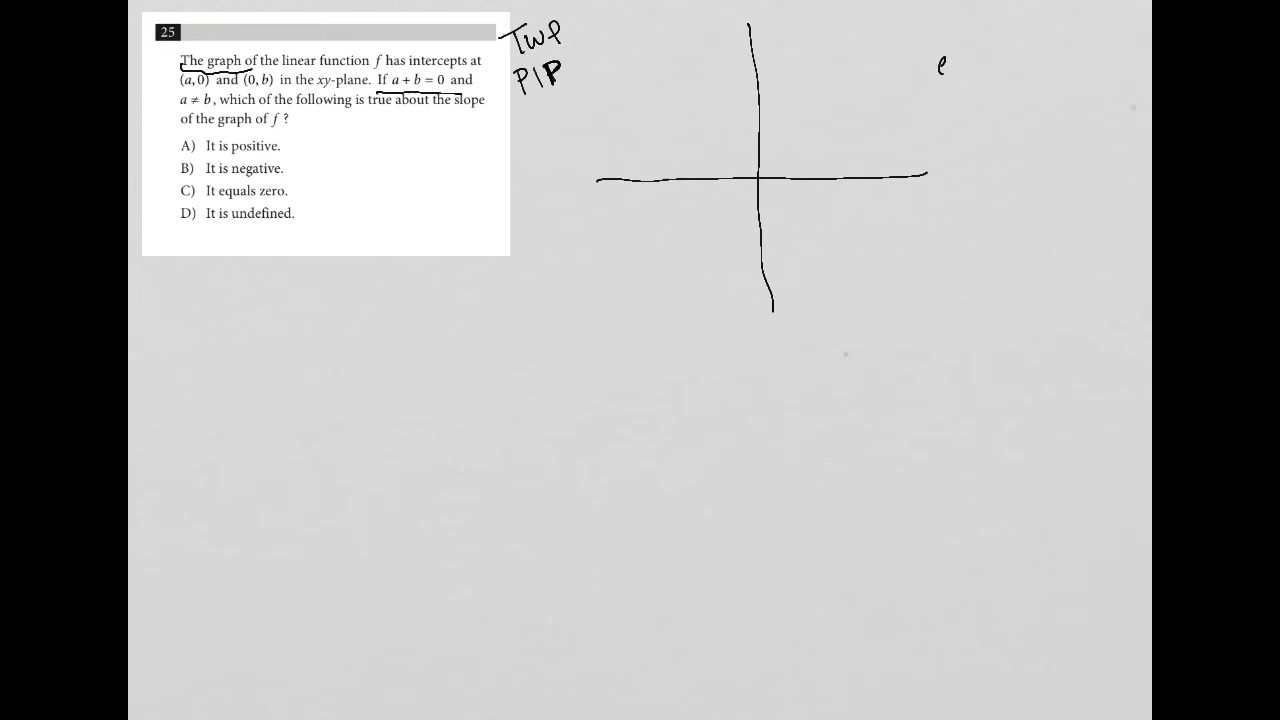 25
The graph of the linear function f has intercepts at
(a, 0) and (0, b) in the xy-plane. If a + b = 0 and
a ≠ b, which of the following is true about the slope
of the graph of f ?
A) It is positive.
B) It is negative.
C) It equals zero.
D) It is undefined.
P/P
e